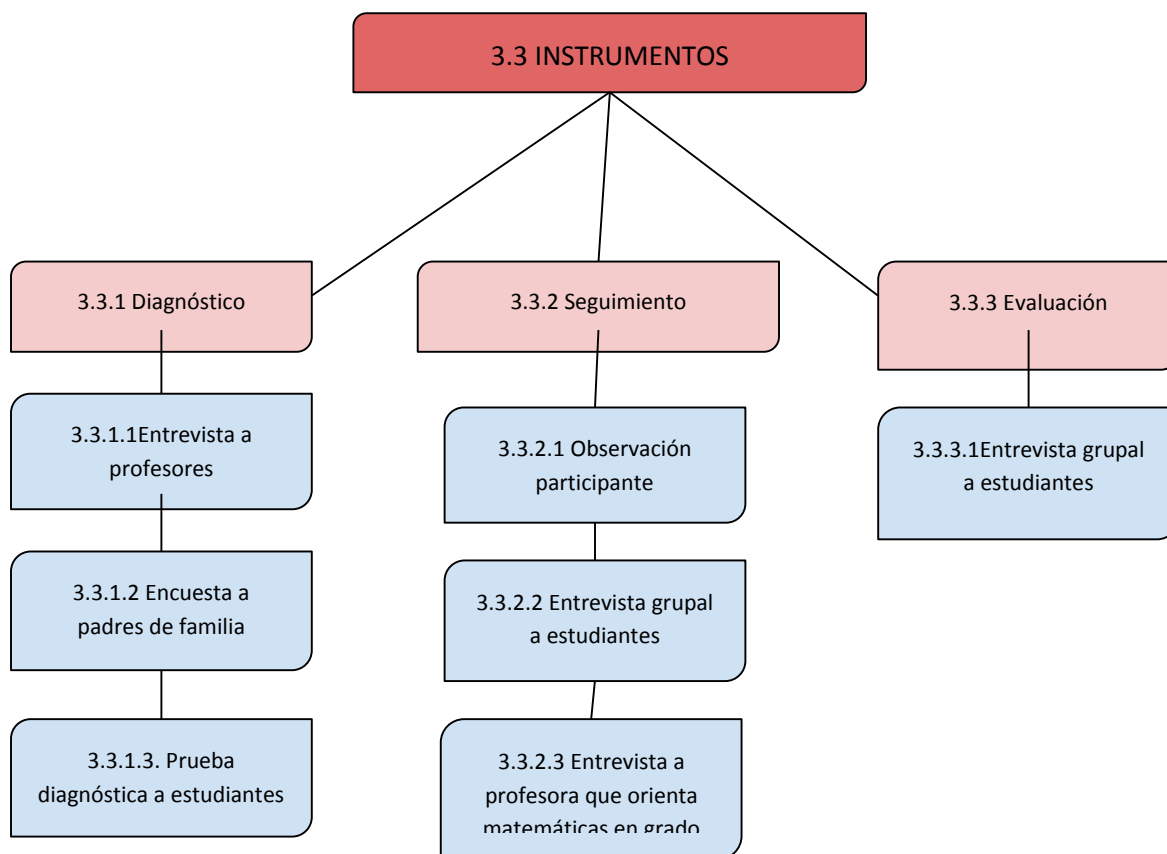 3.3 INSTRUMENTOS
3.3.1 Diagnóstico
3.3.1.1Entrevista a
profesores
3.3.1.2 Encuesta a
padres de familia
3.3.1.3. Prueba
diagnóstica a estudiantes
3.3.2 Seguimiento
3.3.2.1 Observación
participante
3.3.2.2 Entrevista grupal
a estudiantes
3.3.2.3 Entrevista a
profesora que orienta
matemáticas en grado
3.3.3 Evaluación
3.3.3.1Entrevista grupal
a estudiantes